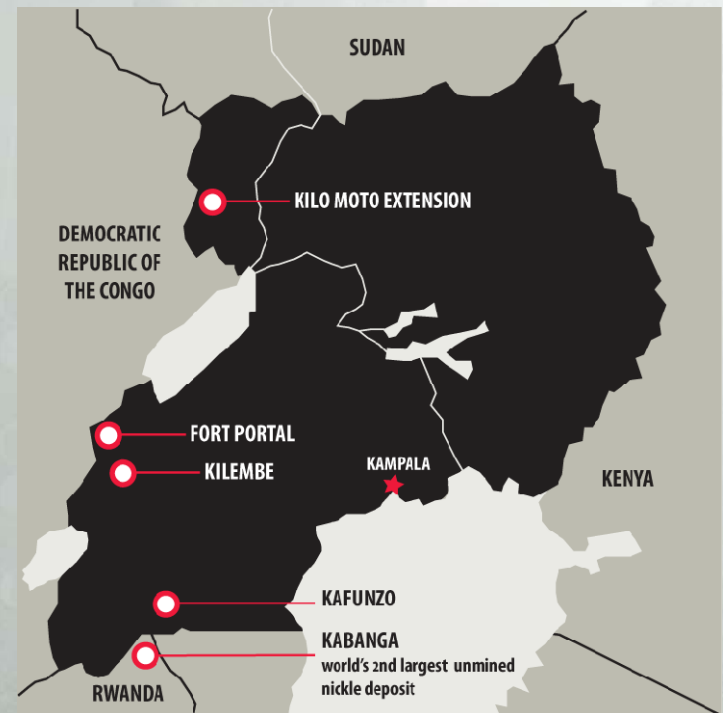 SUDAN
KILO MOTO EXTENSION
DEMOCRATIC
REPUBLIC OF
THE CONGO
FORT PORTAL
KILEMBE
KAMPALA
KENYA
KAFUNZO
KABANGA
world's 2nd largest unmined
nickle deposit
RWANDA